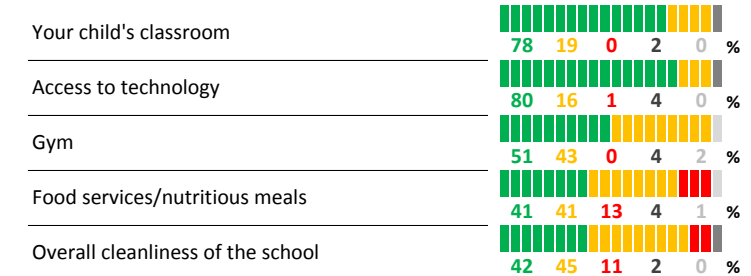 Your child's classroom
78 19 0 2 0 %
Access to technology
80 16 1 4 0 %
Gym
51 43 0 4 2 %
Food services/nutritious meals
41 41 13 4 1 %
Overall cleanliness of the school
42 45 11 2 0 %